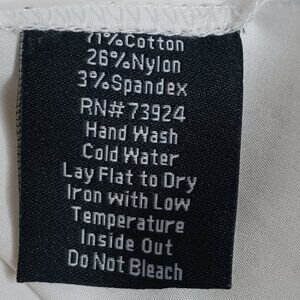 71%Cotton
26%Nylon
3%Spandex
RN#73924
Hand Wash
Cold Water
Lay Flat to Dry
Iron with Low
Temperature
Inside Out
Do Not Bleach